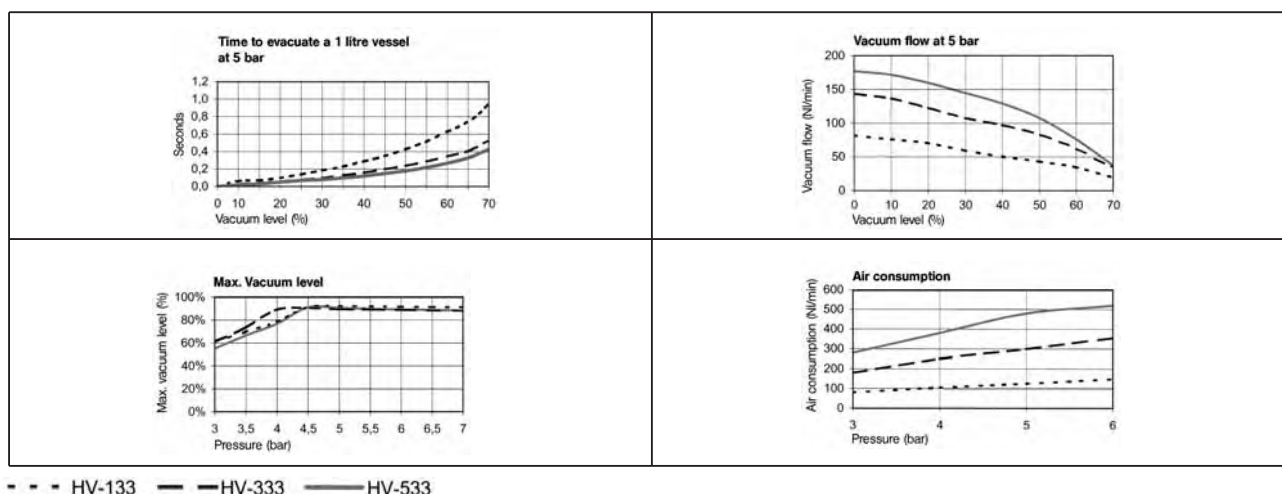 Time to evacuate a 1 litre vessel
at 5 bar
1,2
1,0
0,8
0,6
0,4
0,2
0,0
Seconds
0 10 20 30 40 50 60 70
Vacuum level (%)
Vacuum flow at 5 bar
200
150
100
50
0
Vacuum flow (Nl/min)
0 10 20 30 40 50 60 70
Vacuum level (%)
Max. Vacuum level
100%
80%
60%
40%
20%
0%
Max. vacuum level (%)
3 3,5 4 4,5 5 5,5 6 6,5 7
Pressure (bar)
Air consumption
600
500
400
300
200
100
0
Air consumption (Nl/min)
3 4 5 6
Pressure (bar)
HV-133 HV-333 HV-533